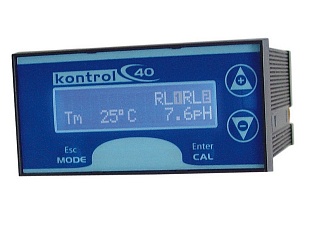 kontrol 40
RL1RL2
Tm 25°C 7.6pH
Esc Enter
MODE CAL